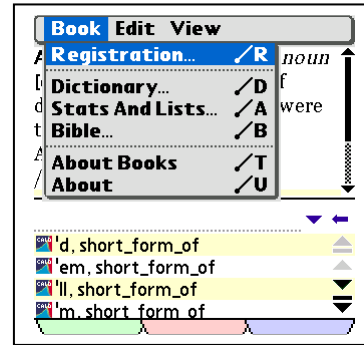 Book Edit View
Registration... /R noun
Dictionary... /D
Stats And Lists... /A were
Bible... /B
About Books /T
About /U
'd, short_form_of
'em, short_form_of
'll, short_form_of
'm, short_form_of